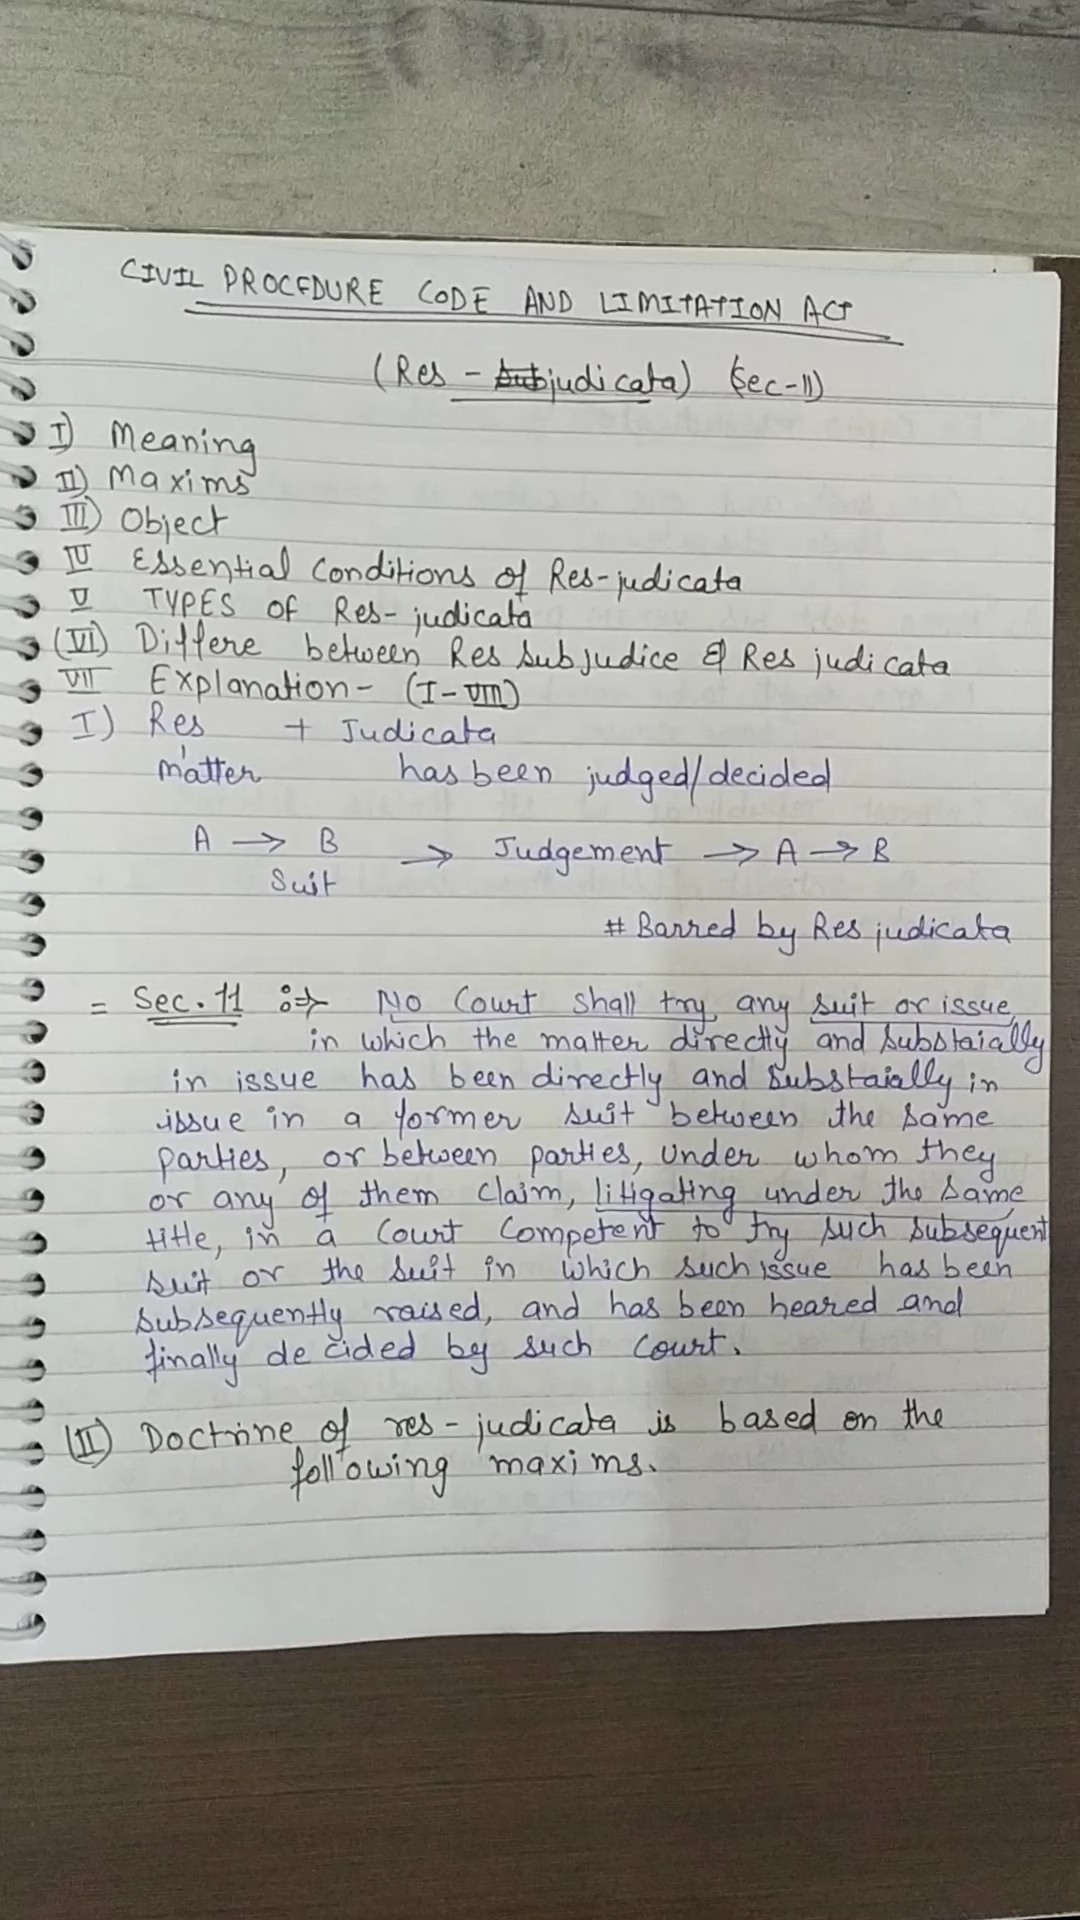 CIVIL PROCEDURE CODE AND LIMITATION ACT
(Res - judicata) (Sec-11)
I) Meaning
II) Maxims
III) Object
IV Essential Conditions of Res-judicata
V TYPES OF Res-judicata
(VI) Differe between Res Subjudice & Res judicata
VII Explanation- (I-VIII)
I) Res + Judicata
matter has been judged/decided
A → B → Judgement → A → B
Suit
# Barred by Res judicata
= Sec. 11 :⇒ No Court shall try, any suit or issue,
in which the matter directly and substaially
in issue has been directly and substaially in
issue in a former suit between the same
parties, or between parties, under whom they
or any of them claim, litigating under the same
title, in a Court Competent to try such subsequent
suit or the suit in which such issue has been
subsequently raised, and has been heared and
finally decided by such Court.
(II) Doctrine of res-judicata is based on the
following maxims.